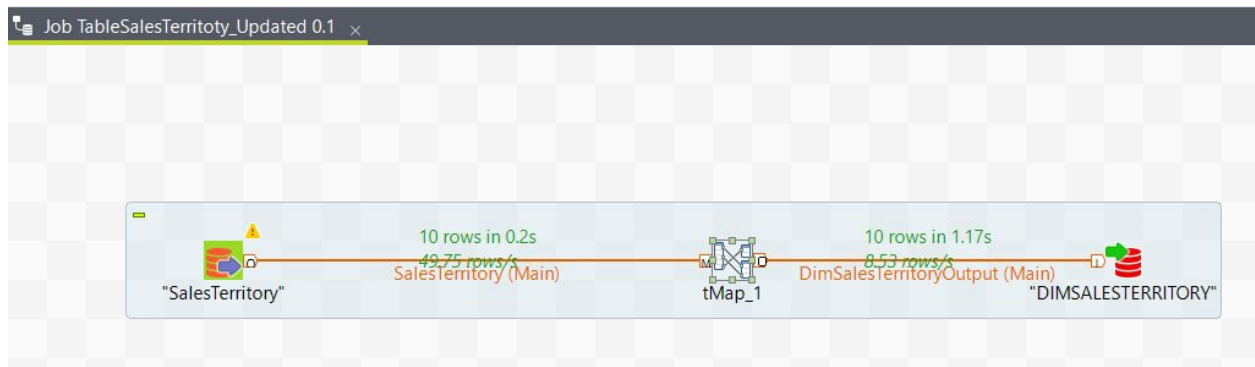 Job TableSalesTerritoty_Updated 0.1
10 rows in 0.2s
49.75 rows/s
SalesTerritory (Main)
10 rows in 1.17s
8.53 rows/s
DimSalesTerritoryOutput (Main)
"SalesTerritory"
tMap_1
"DIMSALESTERRITORY"